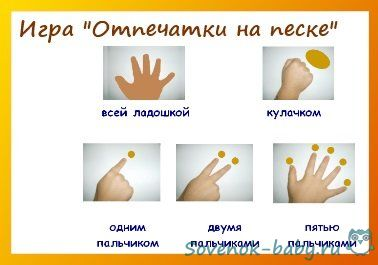 Игра "Отпечатки на песке"
всей ладошкой
кулачком
одним
пальчиком
двумя
пальчиками
пятью
пальчиками
Sovenok-baby.ru